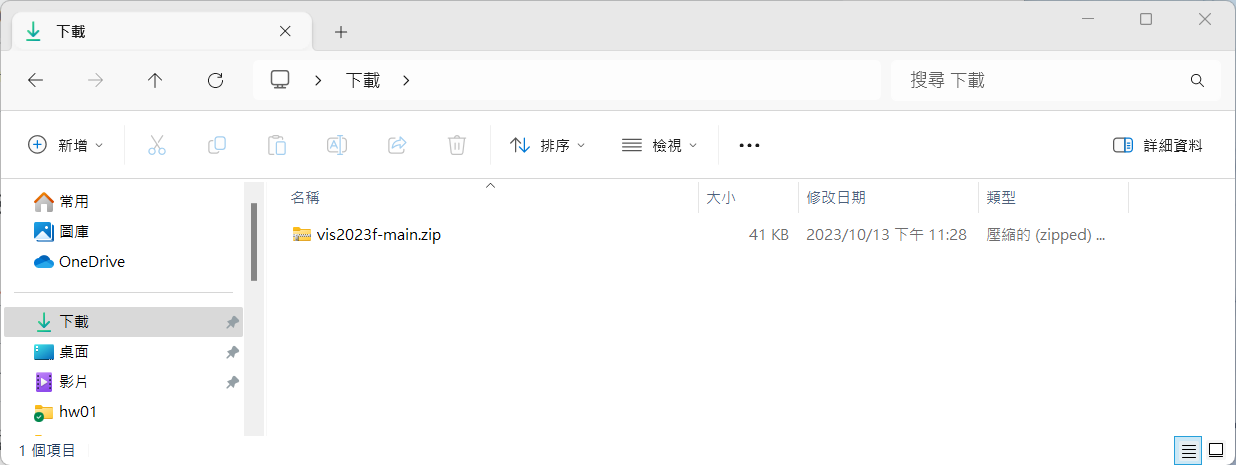 下載
下載
搜尋 下載
新增
排序
檢視
詳細資料
名稱 大小 修改日期 類型
vis2023f-main.zip 41 KB 2023/10/13 下午 11:28 壓縮的 (zipped) ...
常用
圖庫
OneDrive
下載
桌面
影片
hw01
1 個項目